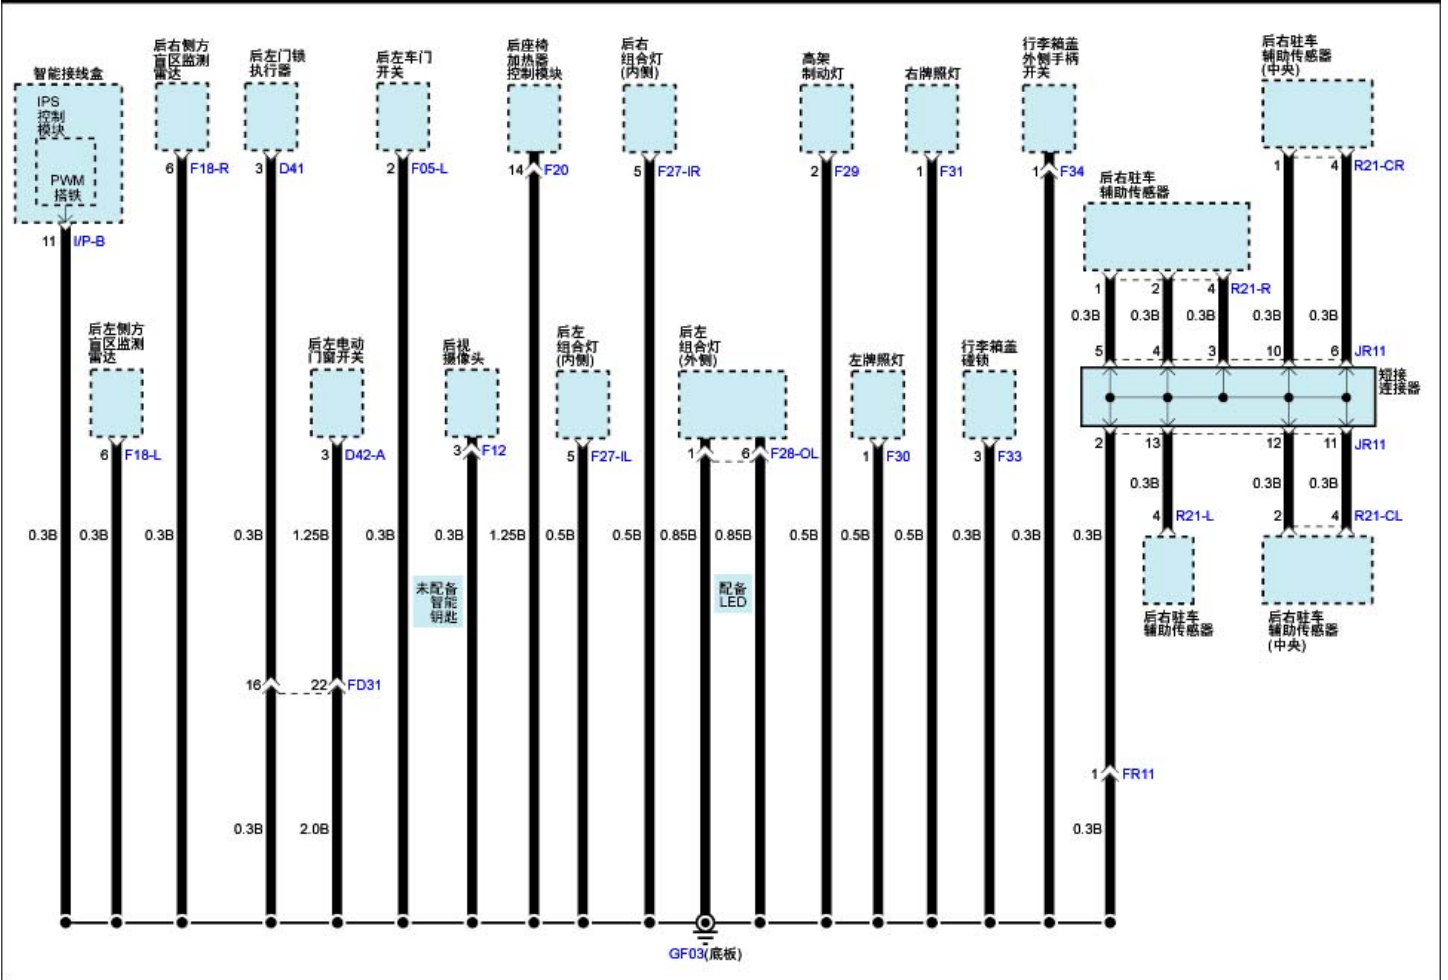 智能接线盒
IPS
控制
模块
PWM
搭铁
11
I/P-B
后右侧方
盲区监测
雷达
6
F18-R
后左门锁
执行器
3
D41
后左车门
开关
2
F05-L
后座椅
加热器
控制模块
14
F20
后右
组合灯
(内侧)
5
F27-IR
高架
制动灯
2
F29
右牌照灯
1
F31
行李箱盖
外侧手柄
开关
1
F34
后右驻车
辅助传感器
(中央)
1
4
R21-CR
后右驻车
辅助传感器
1
2
4
R21-R
0.3B
0.3B
0.3B
0.3B
0.3B
5
4
3
10
6
JR11
短接
连接器
2
13
12
11
JR11
0.3B
0.3B
0.3B
4
R21-L
2
4
R21-CL
后右驻车
辅助传感器
后右驻车
辅助传感器
(中央)
后左侧方
盲区监测
雷达
6
F18-L
后左电动
门窗开关
3
D42-A
后视
摄像头
3
F12
后左
组合灯
(内侧)
5
F27-IL
后左
组合灯
(外侧)
1
6
F28-OL
左牌照灯
1
F30
行李箱盖
碰锁
3
F33
0.3B
0.3B
0.3B
0.3B
1.25B
0.3B
0.3B
1.25B
0.5B
0.5B
0.85B
0.85B
0.5B
0.5B
0.5B
0.3B
0.3B
0.3B
未配备
智能
钥匙
配备
LED
16
22
FD31
1
FR11
0.3B
2.0B
0.3B
GF03(底板)